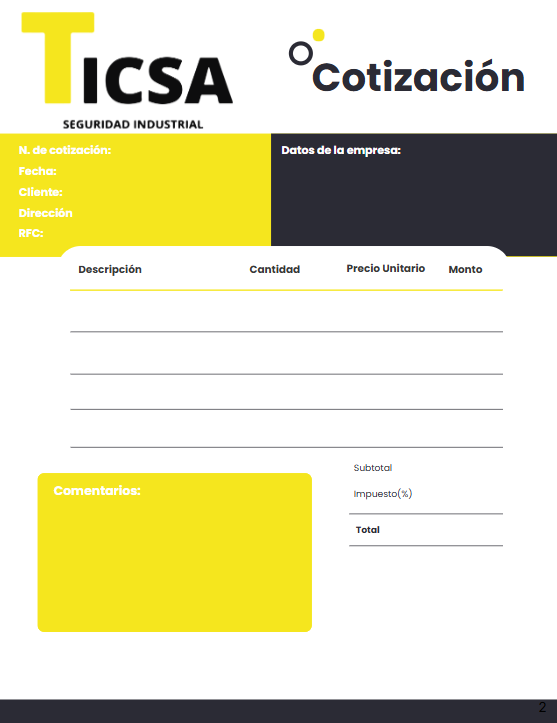 TICSA
SEGURIDAD INDUSTRIAL
Cotización
N. de cotización:
Fecha:
Cliente:
Dirección
RFC:
Datos de la empresa:
Descripción Cantidad Precio Unitario Monto
Subtotal
Impuesto(%)
Total
Comentarios:
2